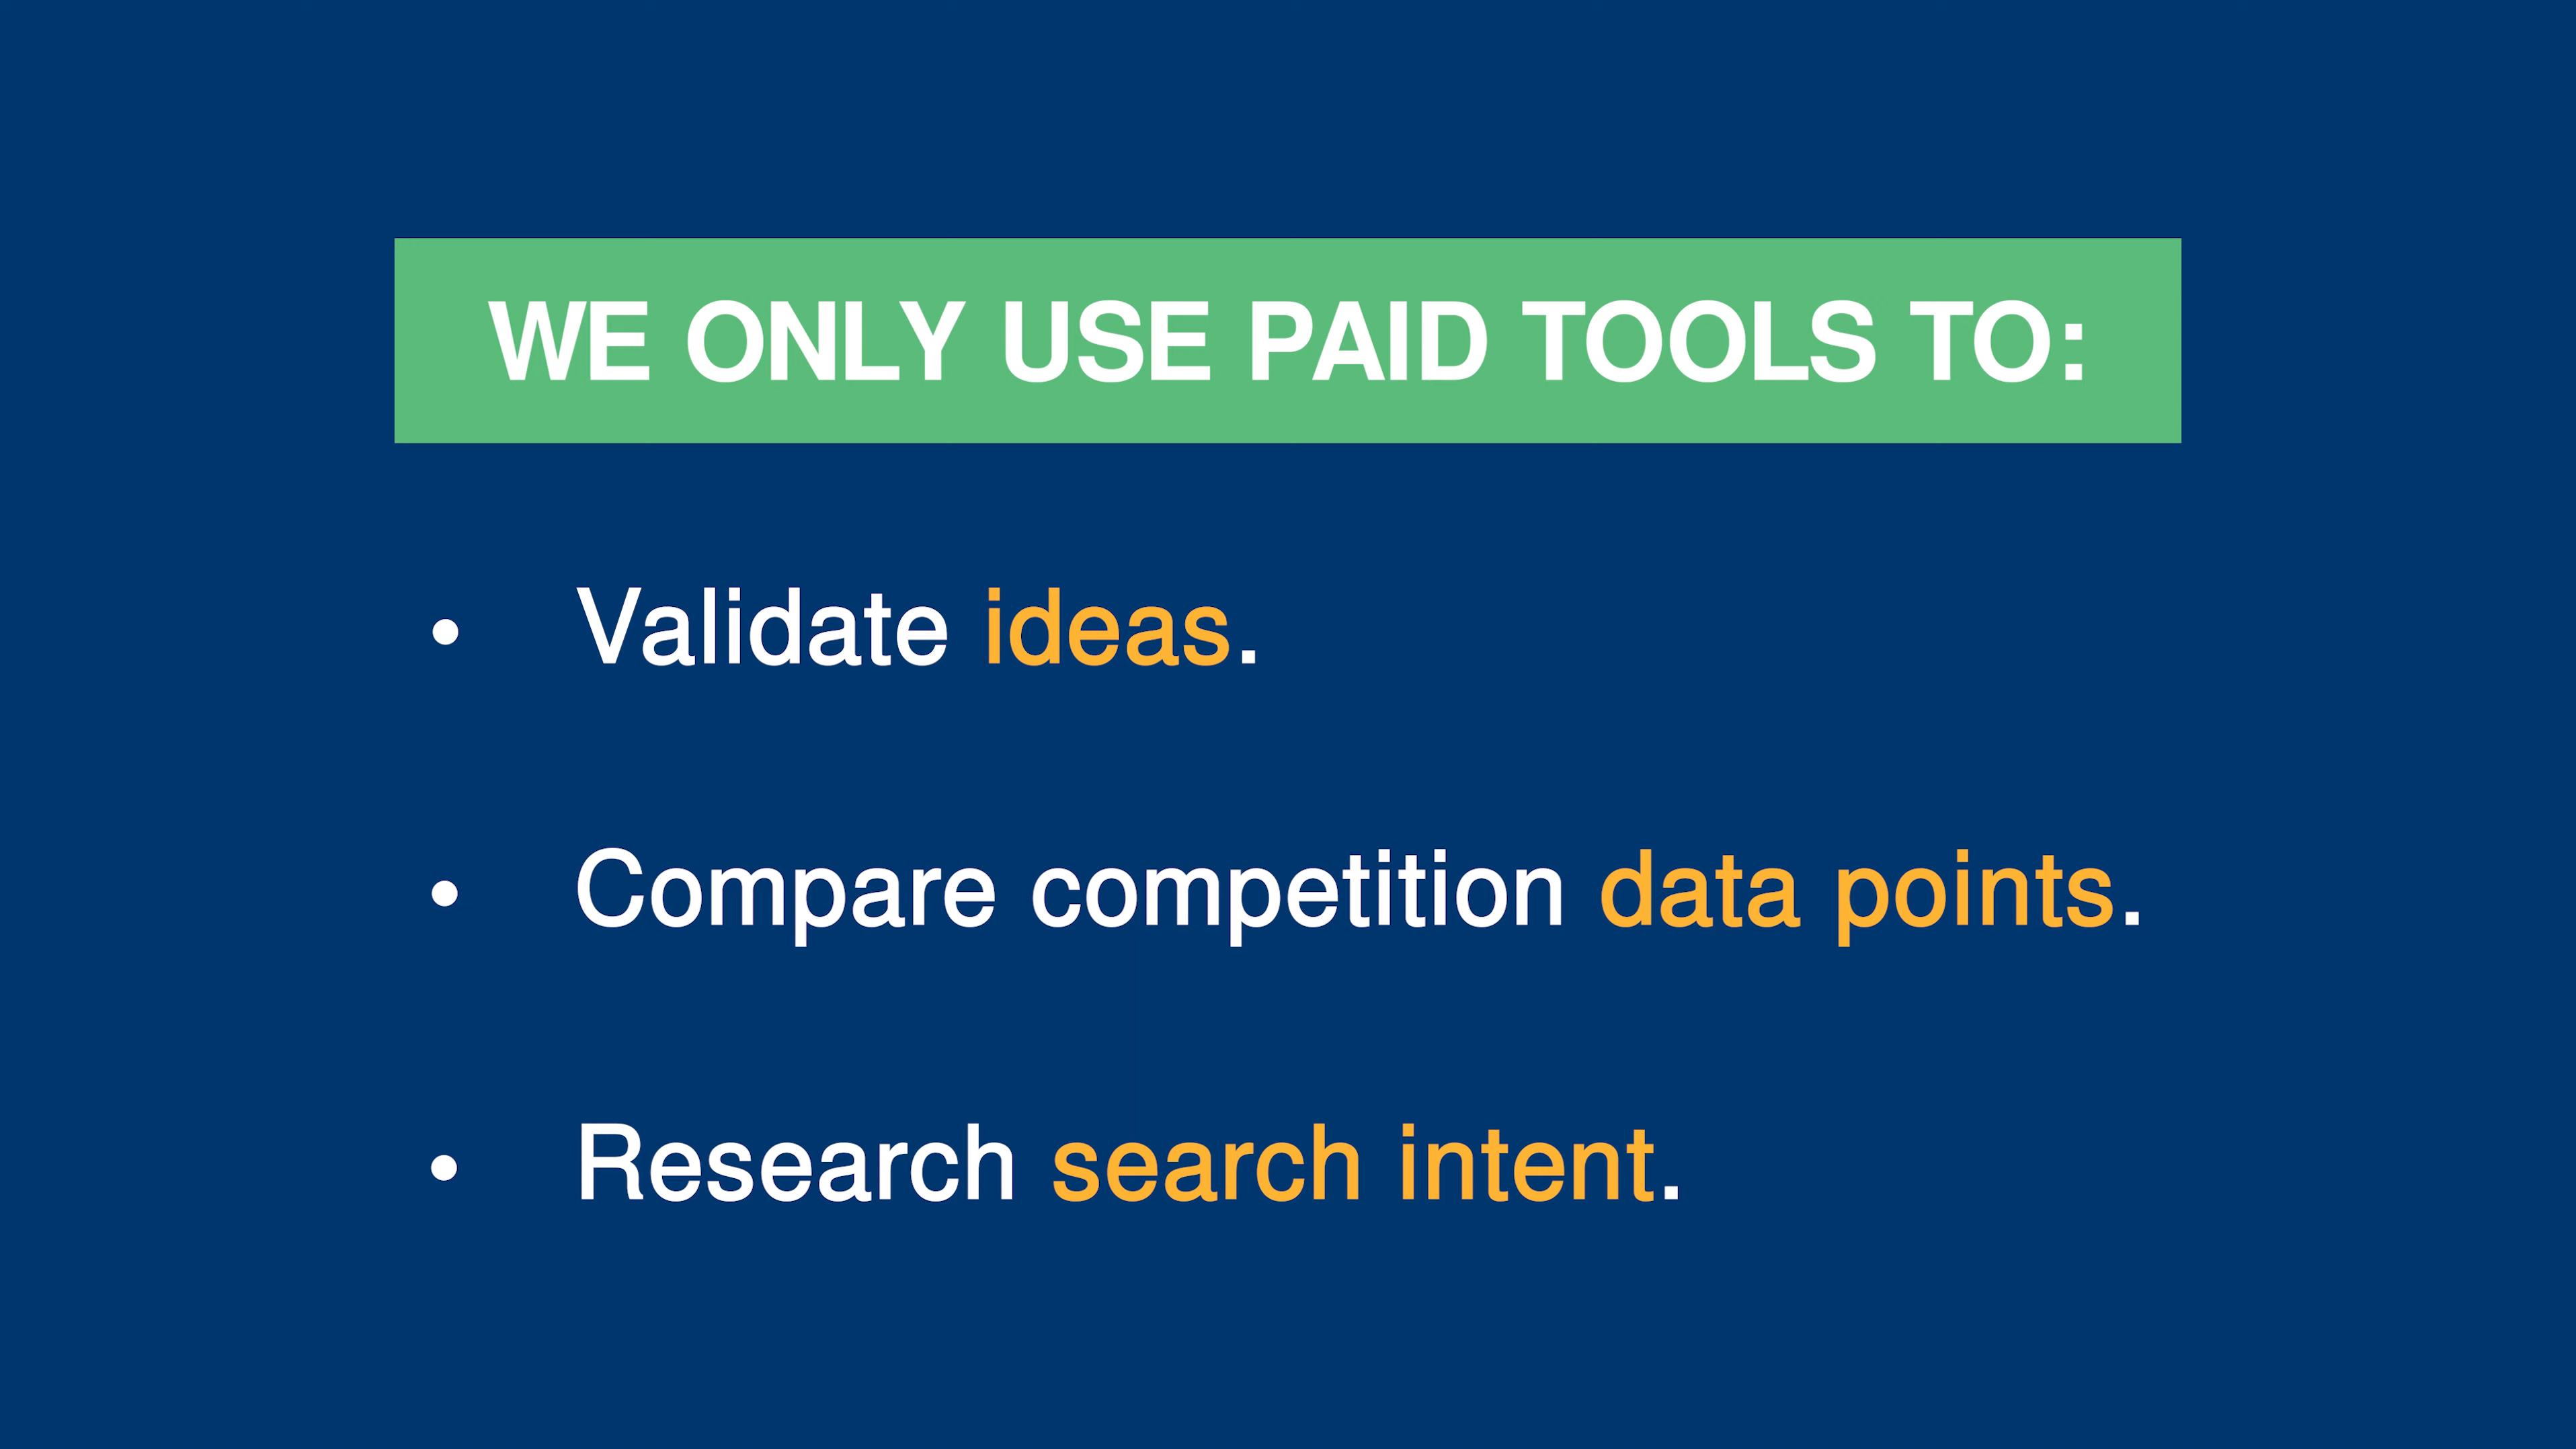 WE ONLY USE PAID TOOLS TO:
• Validate ideas.
• Compare competition data points.
• Research search intent.